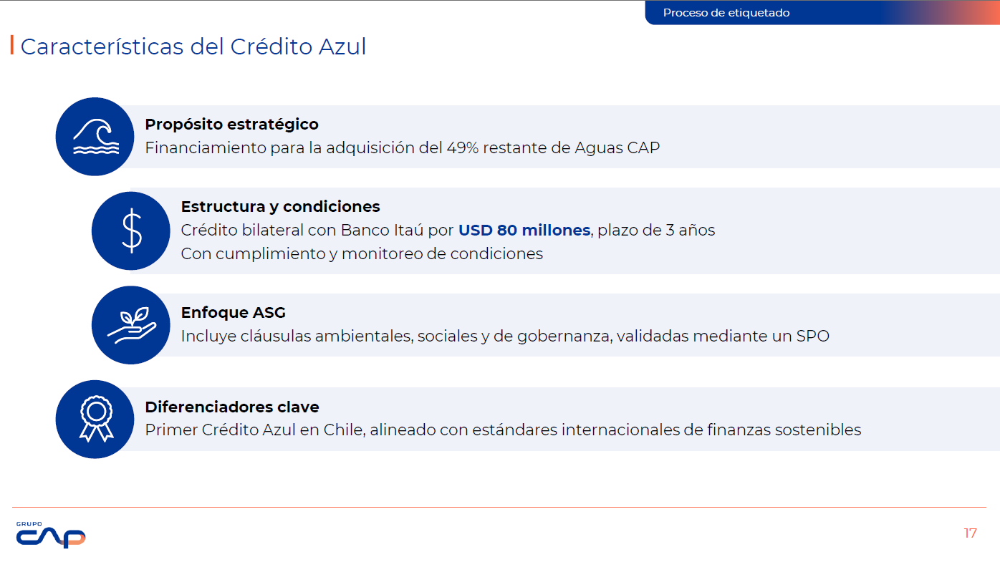 Proceso de etiquetado
Características del Crédito Azul
Propósito estratégico
Financiamiento para la adquisición del 49% restante de Aguas CAP
Estructura y condiciones
Crédito bilateral con Banco Itaú por USD 80 millones, plazo de 3 años
Con cumplimiento y monitoreo de condiciones
Enfoque ASG
Incluye cláusulas ambientales, sociales y de gobernanza, validadas mediante un SPO
Diferenciadores clave
Primer Crédito Azul en Chile, alineado con estándares internacionales de finanzas sostenibles
GRUPO
CAP
17